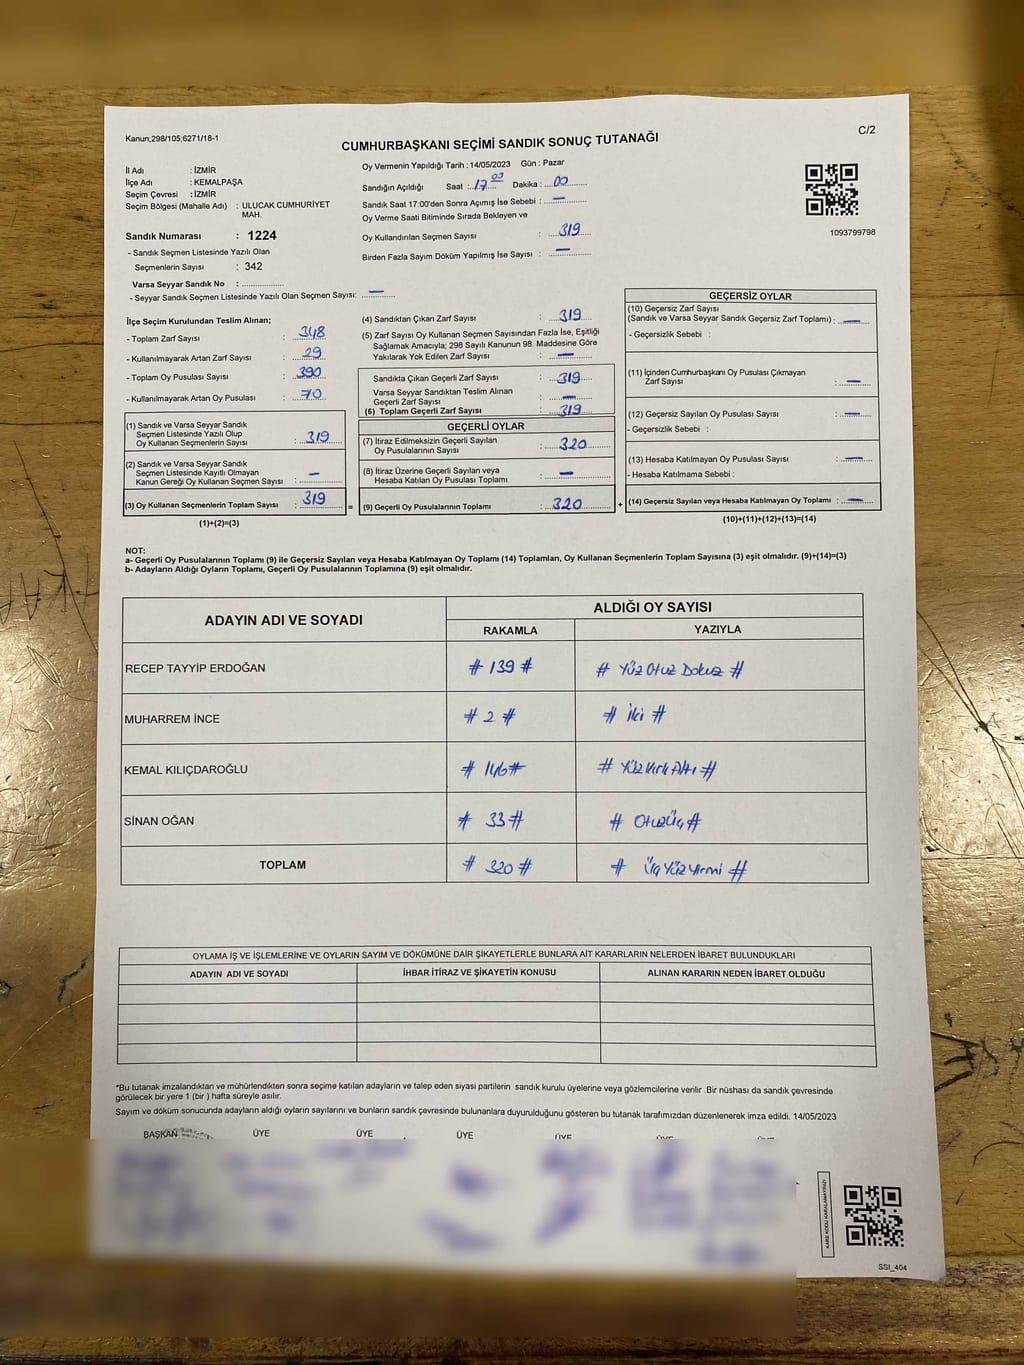 Kanun;298/105;6271/18-1
C/2
CUMHURBAŞKANI SEÇİMİ SANDIK SONUÇ TUTANAĞI
İl Adı : İZMİR
İlçe Adı : KEMALPAŞA
Seçim Çevresi : İZMİR
Seçim Bölgesi (Mahalle Adı) : ULUCAK CUMHURİYET
MAH.
Sandık Numarası : 1224
- Sandık Seçmen Listesinde Yazılı Olan
Seçmenlerin Sayısı : 342
Varsa Seyyar Sandık No : ...............
- Seyyar Sandık Seçmen Listesinde Yazılı Olan Seçmen Sayısı: —
Oy Vermenin Yapıldığı Tarih : 14/05/2023 Gün : Pazar
Sandığın Açıldığı Saat : 17.00 Dakika : 00
Sandık Saat 17:00'den Sonra Açımış İse Sebebi : —
Oy Verme Saati Bitiminde Sırada Bekleyen ve
Oy Kullandırılan Seçmen Sayısı : 319
Birden Fazla Sayım Döküm Yapılmış İse Sayısı : —
1093799798
İlçe Seçim Kurulundan Teslim Alınan;
- Toplam Zarf Sayısı : 348
- Kullanılmayarak Artan Zarf Sayısı : 29
- Toplam Oy Pusulası Sayısı : 390
- Kullanılmayarak Artan Oy Pusulası : 70
(1) Sandık ve Varsa Seyyar Sandık
Seçmen Listesinde Yazılı Olup
Oy Kullanan Seçmenlerin Sayısı : 319
(2) Sandık ve Varsa Seyyar Sandık
Seçmen Listesinde Kayıtlı Olmayan
Kanun Gereği Oy Kullanan Seçmen Sayısı : —
(3) Oy Kullanan Seçmenlerin Toplam Sayısı : 319 =
(1)+(2)=(3)
(4) Sandıktan Çıkan Zarf Sayısı : 319
(5) Zarf Sayısı Oy Kullanan Seçmen Sayısından Fazla İse, Eşitliği
Sağlamak Amacıyla; 298 Sayılı Kanunun 98. Maddesine Göre
Yakılarak Yok Edilen Zarf Sayısı : —
Sandıkta Çıkan Geçerli Zarf Sayısı : 319
Varsa Seyyar Sandıktan Teslim Alınan
Geçerli Zarf Sayısı : —
(6) Toplam Geçerli Zarf Sayısı : 319
GEÇERLİ OYLAR
(7) İtiraz Edilmeksizin Geçerli Sayılan
Oy Pusulalarının Sayısı : 320
(8) İtiraz Üzerine Geçerli Sayılan veya
Hesaba Katılan Oy Pusulası Toplamı : —
(9) Geçerli Oy Pusulalarının Toplamı : 320 +
GEÇERSİZ OYLAR
(10) Geçersiz Zarf Sayısı
(Sandık ve Varsa Seyyar Sandık Geçersiz Zarf Toplamı) : —
- Geçersizlik Sebebi :
(11) İçinden Cumhurbaşkanı Oy Pusulası Çıkmayan
Zarf Sayısı : —
(12) Geçersiz Sayılan Oy Pusulası Sayısı : —
- Geçersizlik Sebebi :
(13) Hesaba Katılmayan Oy Pusulası Sayısı : —
- Hesaba Katılmama Sebebi :
(14) Geçersiz Sayılan veya Hesaba Katılmayan Oy Toplamı : —
(10)+(11)+(12)+(13)=(14)
NOT:
a- Geçerli Oy Pusulalarının Toplamı (9) ile Geçersiz Sayılan veya Hesaba Katılmayan Oy Toplamı (14) Toplamları, Oy Kullanan Seçmenlerin Toplam Sayısına (3) eşit olmalıdır. (9)+(14)=(3)
b- Adayların Aldığı Oyların Toplamı, Geçerli Oy Pusulalarının Toplamına (9) eşit olmalıdır.
ADAYIN ADI VE SOYADI ALDIĞI OY SAYISI
RAKAMLA YAZIYLA
RECEP TAYYİP ERDOĞAN # 139 # # Yüz Otuz Dokuz #
MUHARREM İNCE # 2 # # İki #
KEMAL KILIÇDAROĞLU # 146 # # Yüz Kırk Altı #
SİNAN OĞAN # 33 # # Otuz Üç #
TOPLAM # 320 # # Üç Yüz Yirmi #
OYLAMA İŞ VE İŞLEMLERİNE VE OYLARIN SAYIM VE DÖKÜMÜNE DAİR ŞİKAYETLERLE BUNLARA AİT KARARLARIN NELERDEN İBARET BULUNDUKLARI
ADAYIN ADI VE SOYADI İHBAR İTİRAZ VE ŞİKAYETİN KONUSU ALINAN KARARIN NEDEN İBARET OLDUĞU
*Bu tutanak imzalandıktan ve mühürlendikten sonra seçime katılan adayların ve talep eden siyasi partilerin sandık kurulu üyelerine veya gözlemcilerine verilir .Bir nüshası da sandık çevresinde
görülecek bir yere 1 (bir ) hafta süreyle asılır.
Sayım ve döküm sonucunda adayların aldığı oyların sayılarını ve bunların sandık çevresinde bulunanlara duyurulduğunu gösteren bu tutanak tarafımızdan düzenlenerek imza edildi. 14/05/2023
BAŞKAN ÜYE ÜYE ÜYE ÜYE
KARE KODU KARALAMAYINIZ!
SSI_404